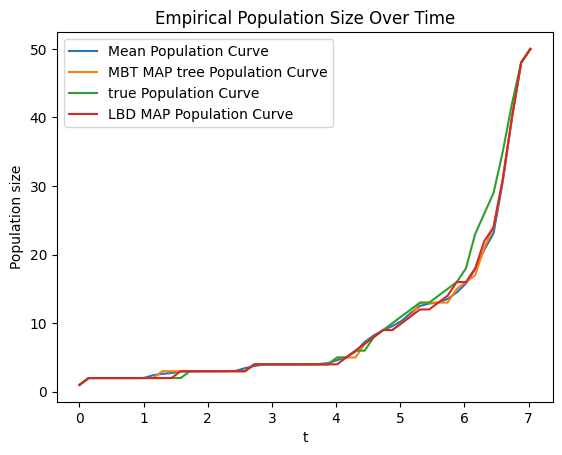 Empirical Population Size Over Time
Mean Population Curve
MBT MAP tree Population Curve
true Population Curve
LBD MAP Population Curve
Population size
50
40
30
20
10
0
0 1 2 3 4 5 6 7
t